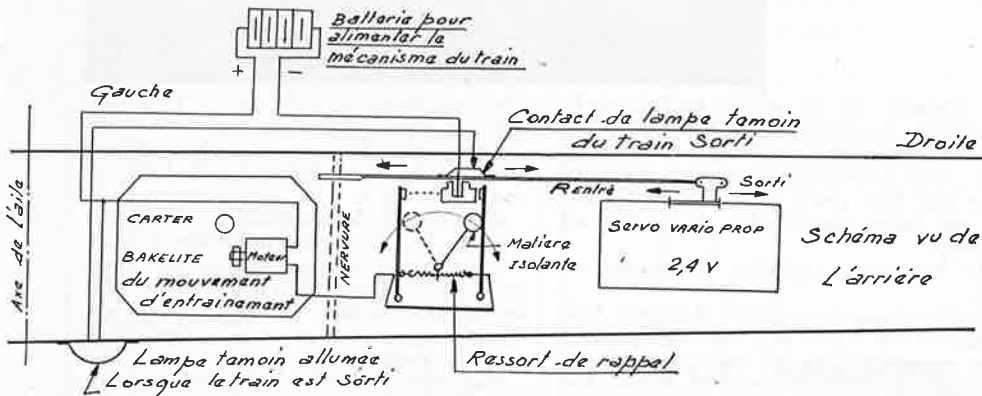 Batterie pour
alimenter le
mécanisme du train
+ -
Gauche
Contact de lampe temoin
du train Sorti
Droite
Rentré
Sorti
Axe de l'aile
CARTER
BAKELITE
Moteur
du mouvement
d'entrainement
NERVURE
Matiere
Isolante
Servo VARIO PROP
2,4 V
Schéma vu de
L'arrière
Lampe temoin allumée
Lorsque le train est Sorti
Ressort de rappel